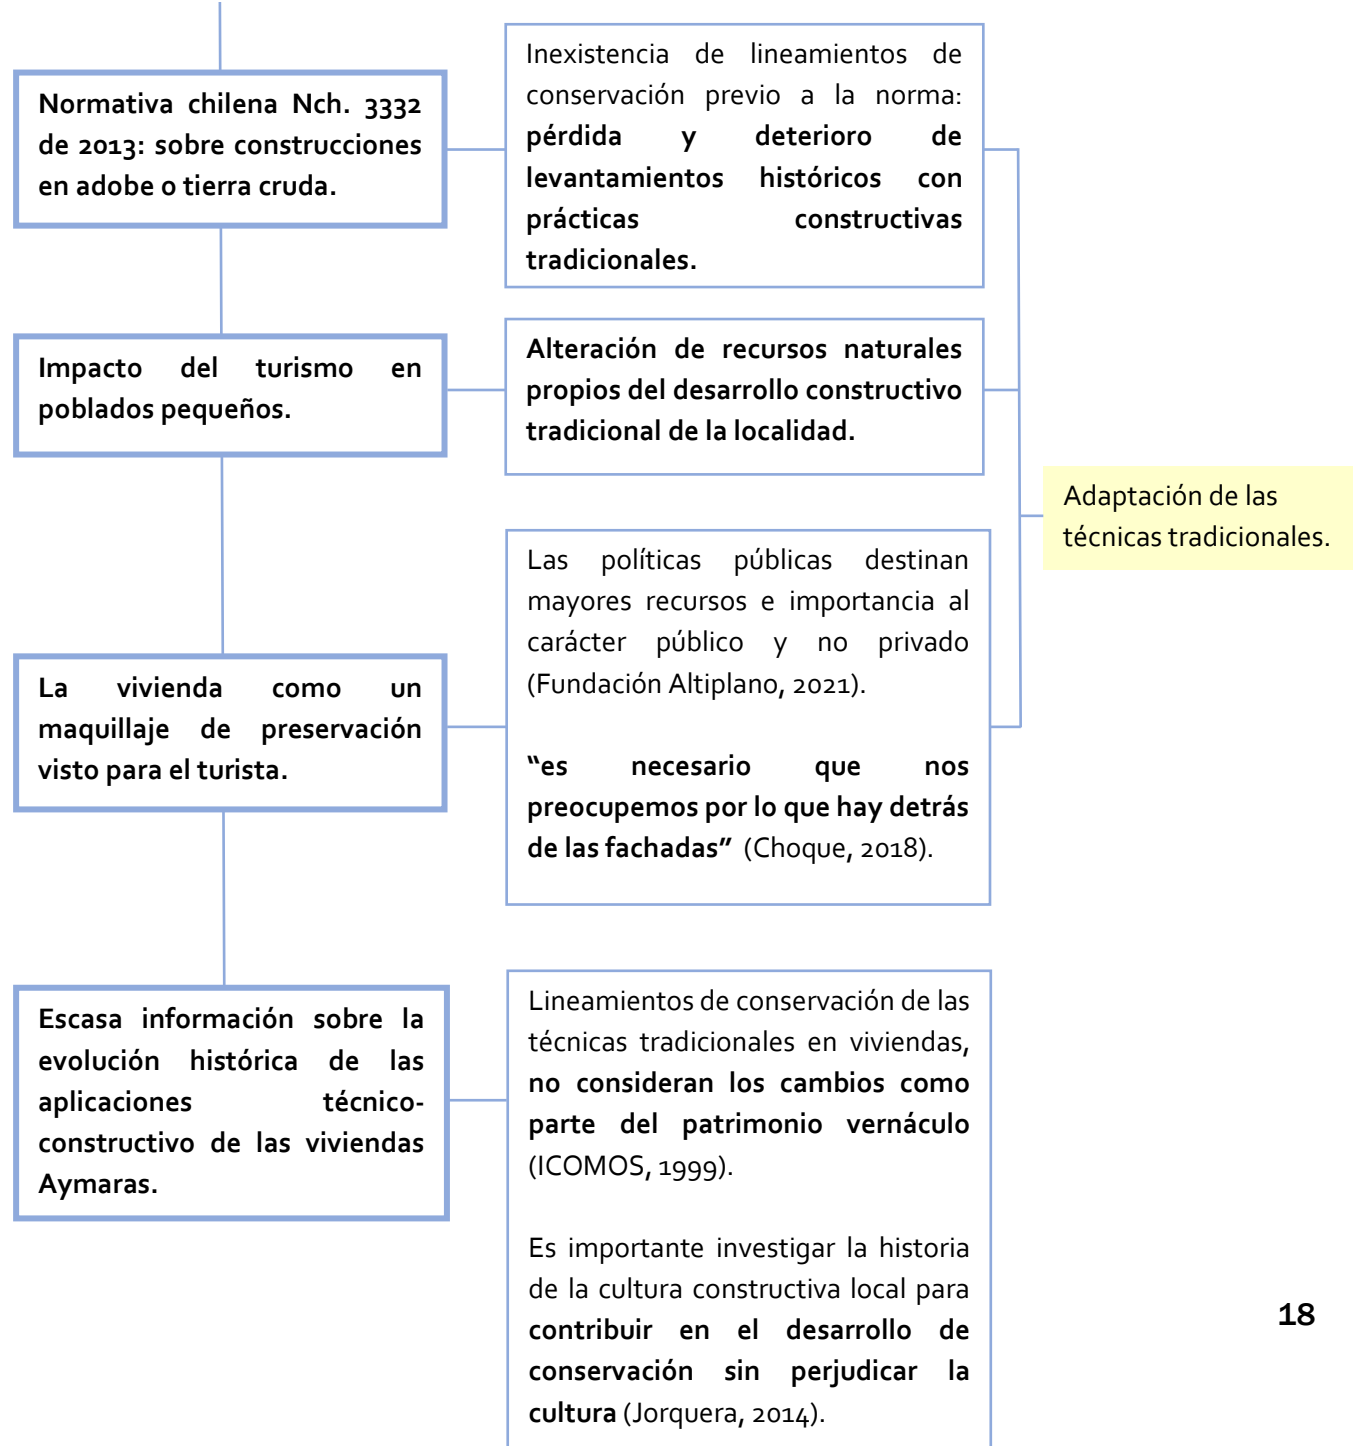 Normativa chilena Nch. 3332
de 2013: sobre construcciones
en adobe o tierra cruda.
Inexistencia de lineamientos de
conservación previo a la norma:
pérdida y deterioro de
levantamientos históricos con
prácticas constructivas
tradicionales.
Impacto del turismo en
poblados pequeños.
Alteración de recursos naturales
propios del desarrollo constructivo
tradicional de la localidad.
Adaptación de las
técnicas tradicionales.
La vivienda como un
maquillaje de preservación
visto para el turista.
Las políticas públicas destinan
mayores recursos e importancia al
carácter público y no privado
(Fundación Altiplano, 2021).
“es necesario que nos
preocupemos por lo que hay detrás
de las fachadas” (Choque, 2018).
Escasa información sobre la
evolución histórica de las
aplicaciones técnico-
constructivo de las viviendas
Aymaras.
Lineamientos de conservación de las
técnicas tradicionales en viviendas,
no consideran los cambios como
parte del patrimonio vernáculo
(ICOMOS, 1999).
Es importante investigar la historia
de la cultura constructiva local para
contribuir en el desarrollo de
conservación sin perjudicar la
cultura (Jorquera, 2014).
18